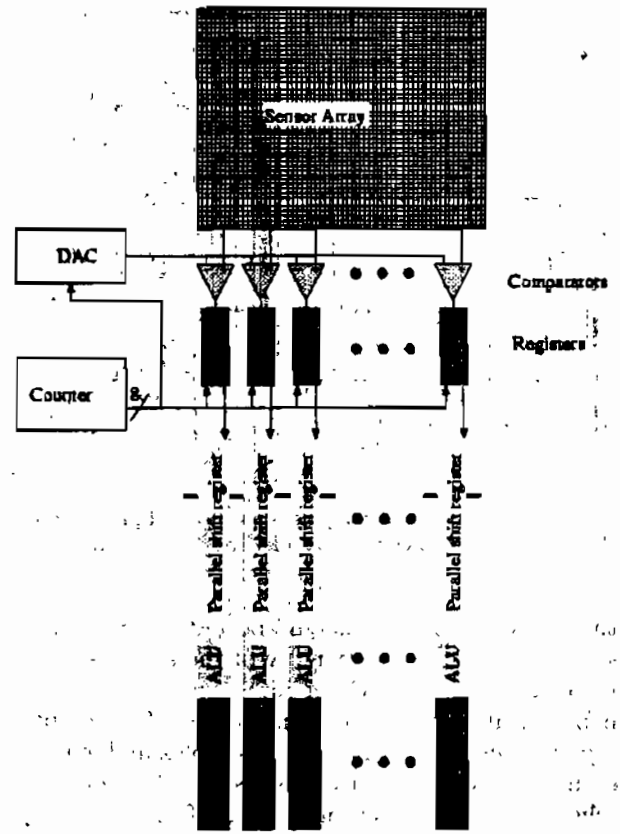 Sensor Array
DAC
Comparators
Registers
Counter
8
Parallel shift register
Parallel shift register
Parallel shift register
Parallel shift register
ALU
ALU
ALU
ALU